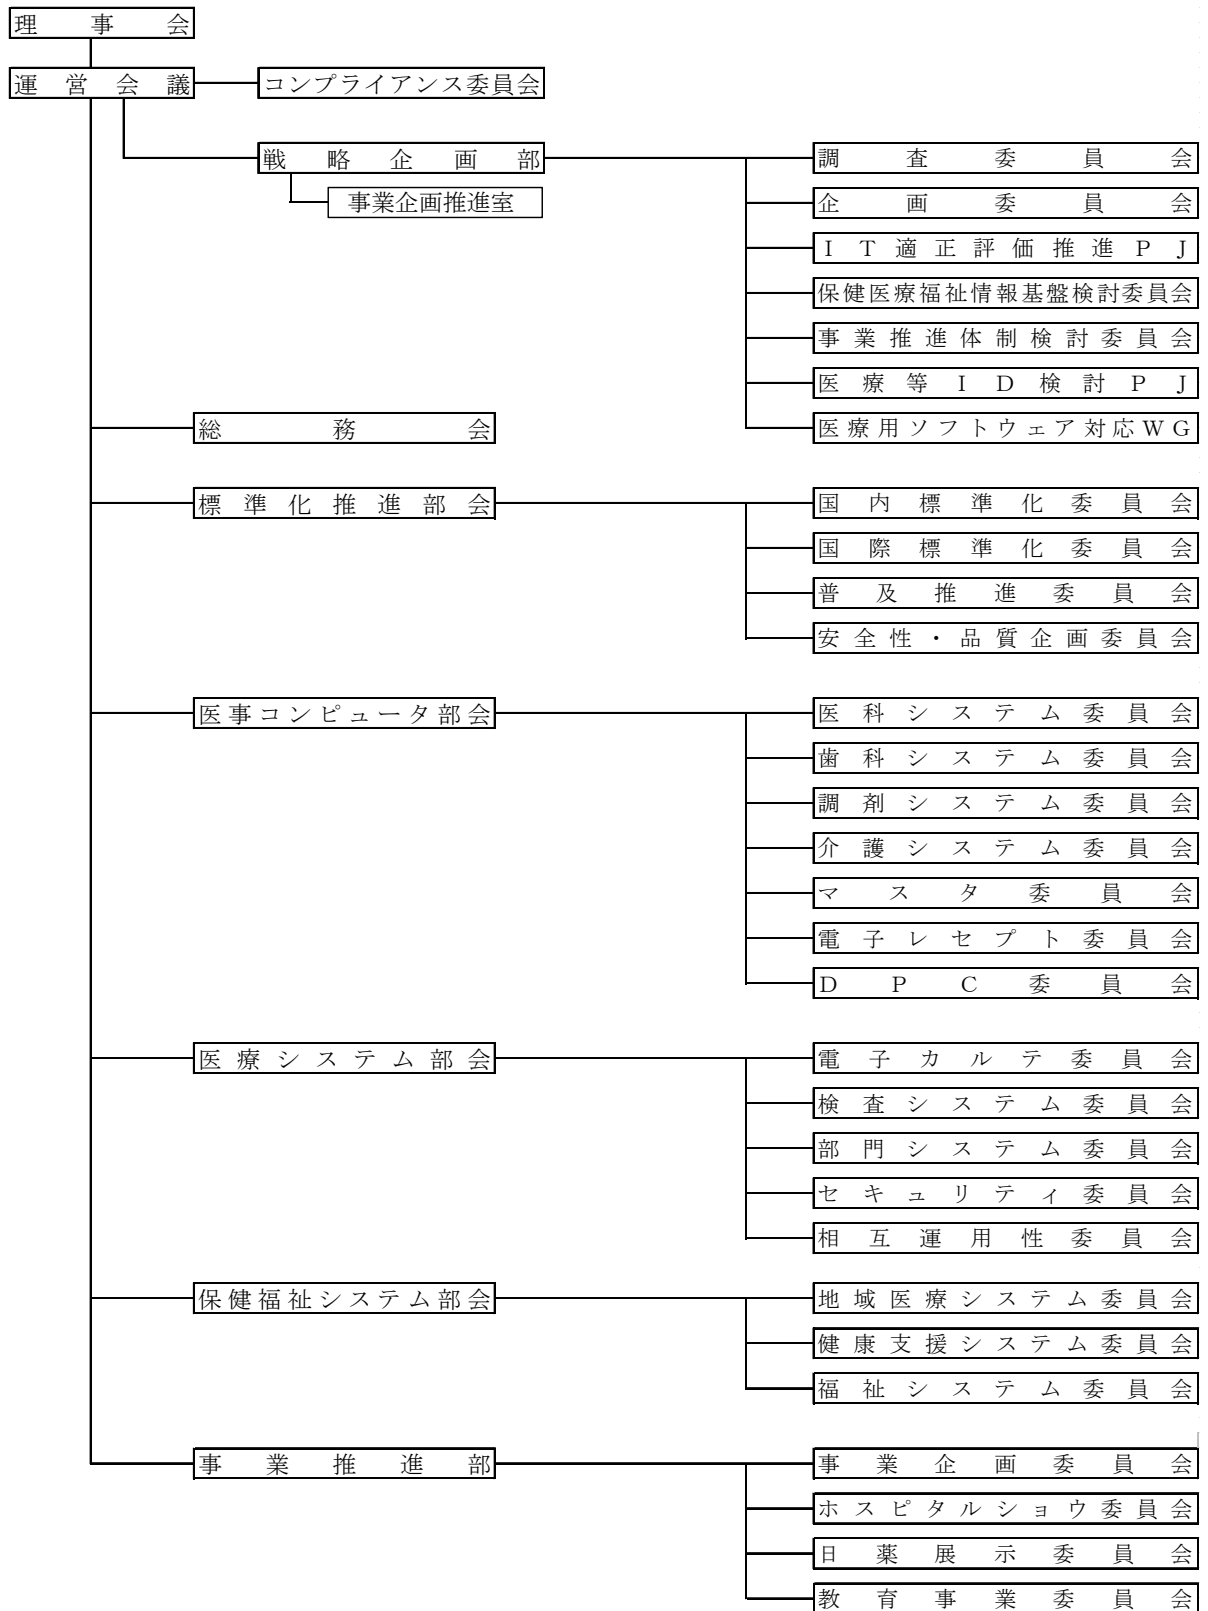 理事会
運営会議
コンプライアンス委員会
戦略企画部
事業企画推進室
調査委員会
企画委員会
ＩＴ適正評価推進ＰＪ
保健医療福祉情報基盤検討委員会
事業推進体制検討委員会
医療等ＩＤ検討ＰＪ
医療用ソフトウェア対応ＷＧ
総務会
標準化推進部会
国内標準化委員会
国際標準化委員会
普及推進委員会
安全性・品質企画委員会
医事コンピュータ部会
医科システム委員会
歯科システム委員会
調剤システム委員会
介護システム委員会
マスタ委員会
電子レセプト委員会
ＤＰＣ委員会
医療システム部会
電子カルテ委員会
検査システム委員会
部門システム委員会
セキュリティ委員会
相互運用性委員会
保健福祉システム部会
地域医療システム委員会
健康支援システム委員会
福祉システム委員会
事業推進部
事業企画委員会
ホスピタルショウ委員会
日薬展示委員会
教育事業委員会